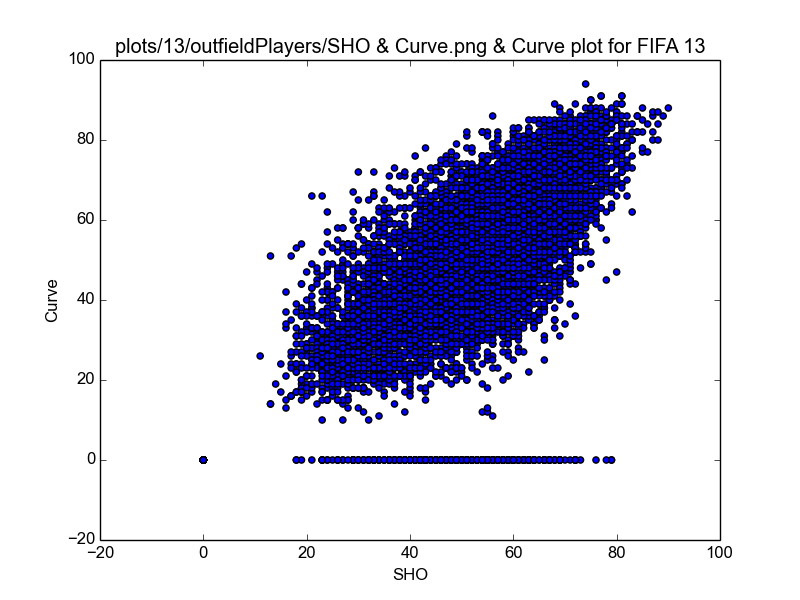 plots/13/outfieldPlayers/SHO & Curve.png & Curve plot for FIFA 13
100
80
60
40
20
0
−20
Curve
−20 0 20 40 60 80 100
SHO